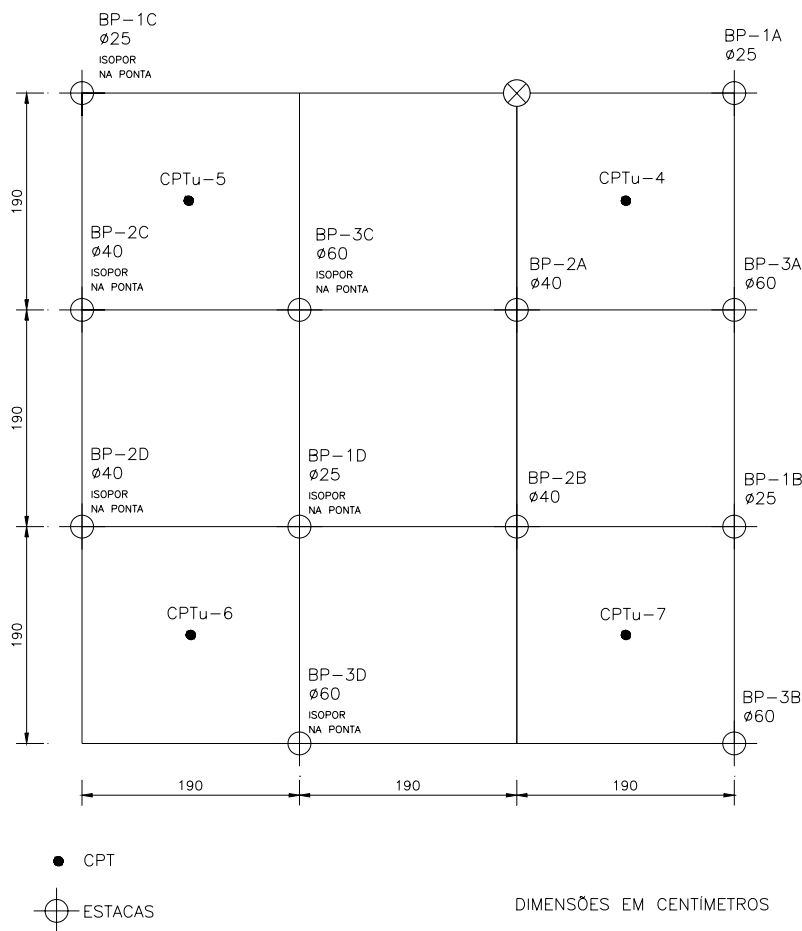 BP-1C
ø25
ISOPOR
NA PONTA
BP-1A
ø25
CPTu-5
CPTu-4
190
BP-2C
ø40
ISOPOR
NA PONTA
BP-3C
ø60
ISOPOR
NA PONTA
BP-2A
ø40
BP-3A
ø60
190
BP-2D
ø40
ISOPOR
NA PONTA
BP-1D
ø25
ISOPOR
NA PONTA
BP-2B
ø40
BP-1B
ø25
CPTu-6
CPTu-7
190
BP-3D
ø60
ISOPOR
NA PONTA
BP-3B
ø60
190
190
190
CPT
ESTACAS
DIMENSÕES EM CENTÍMETROS